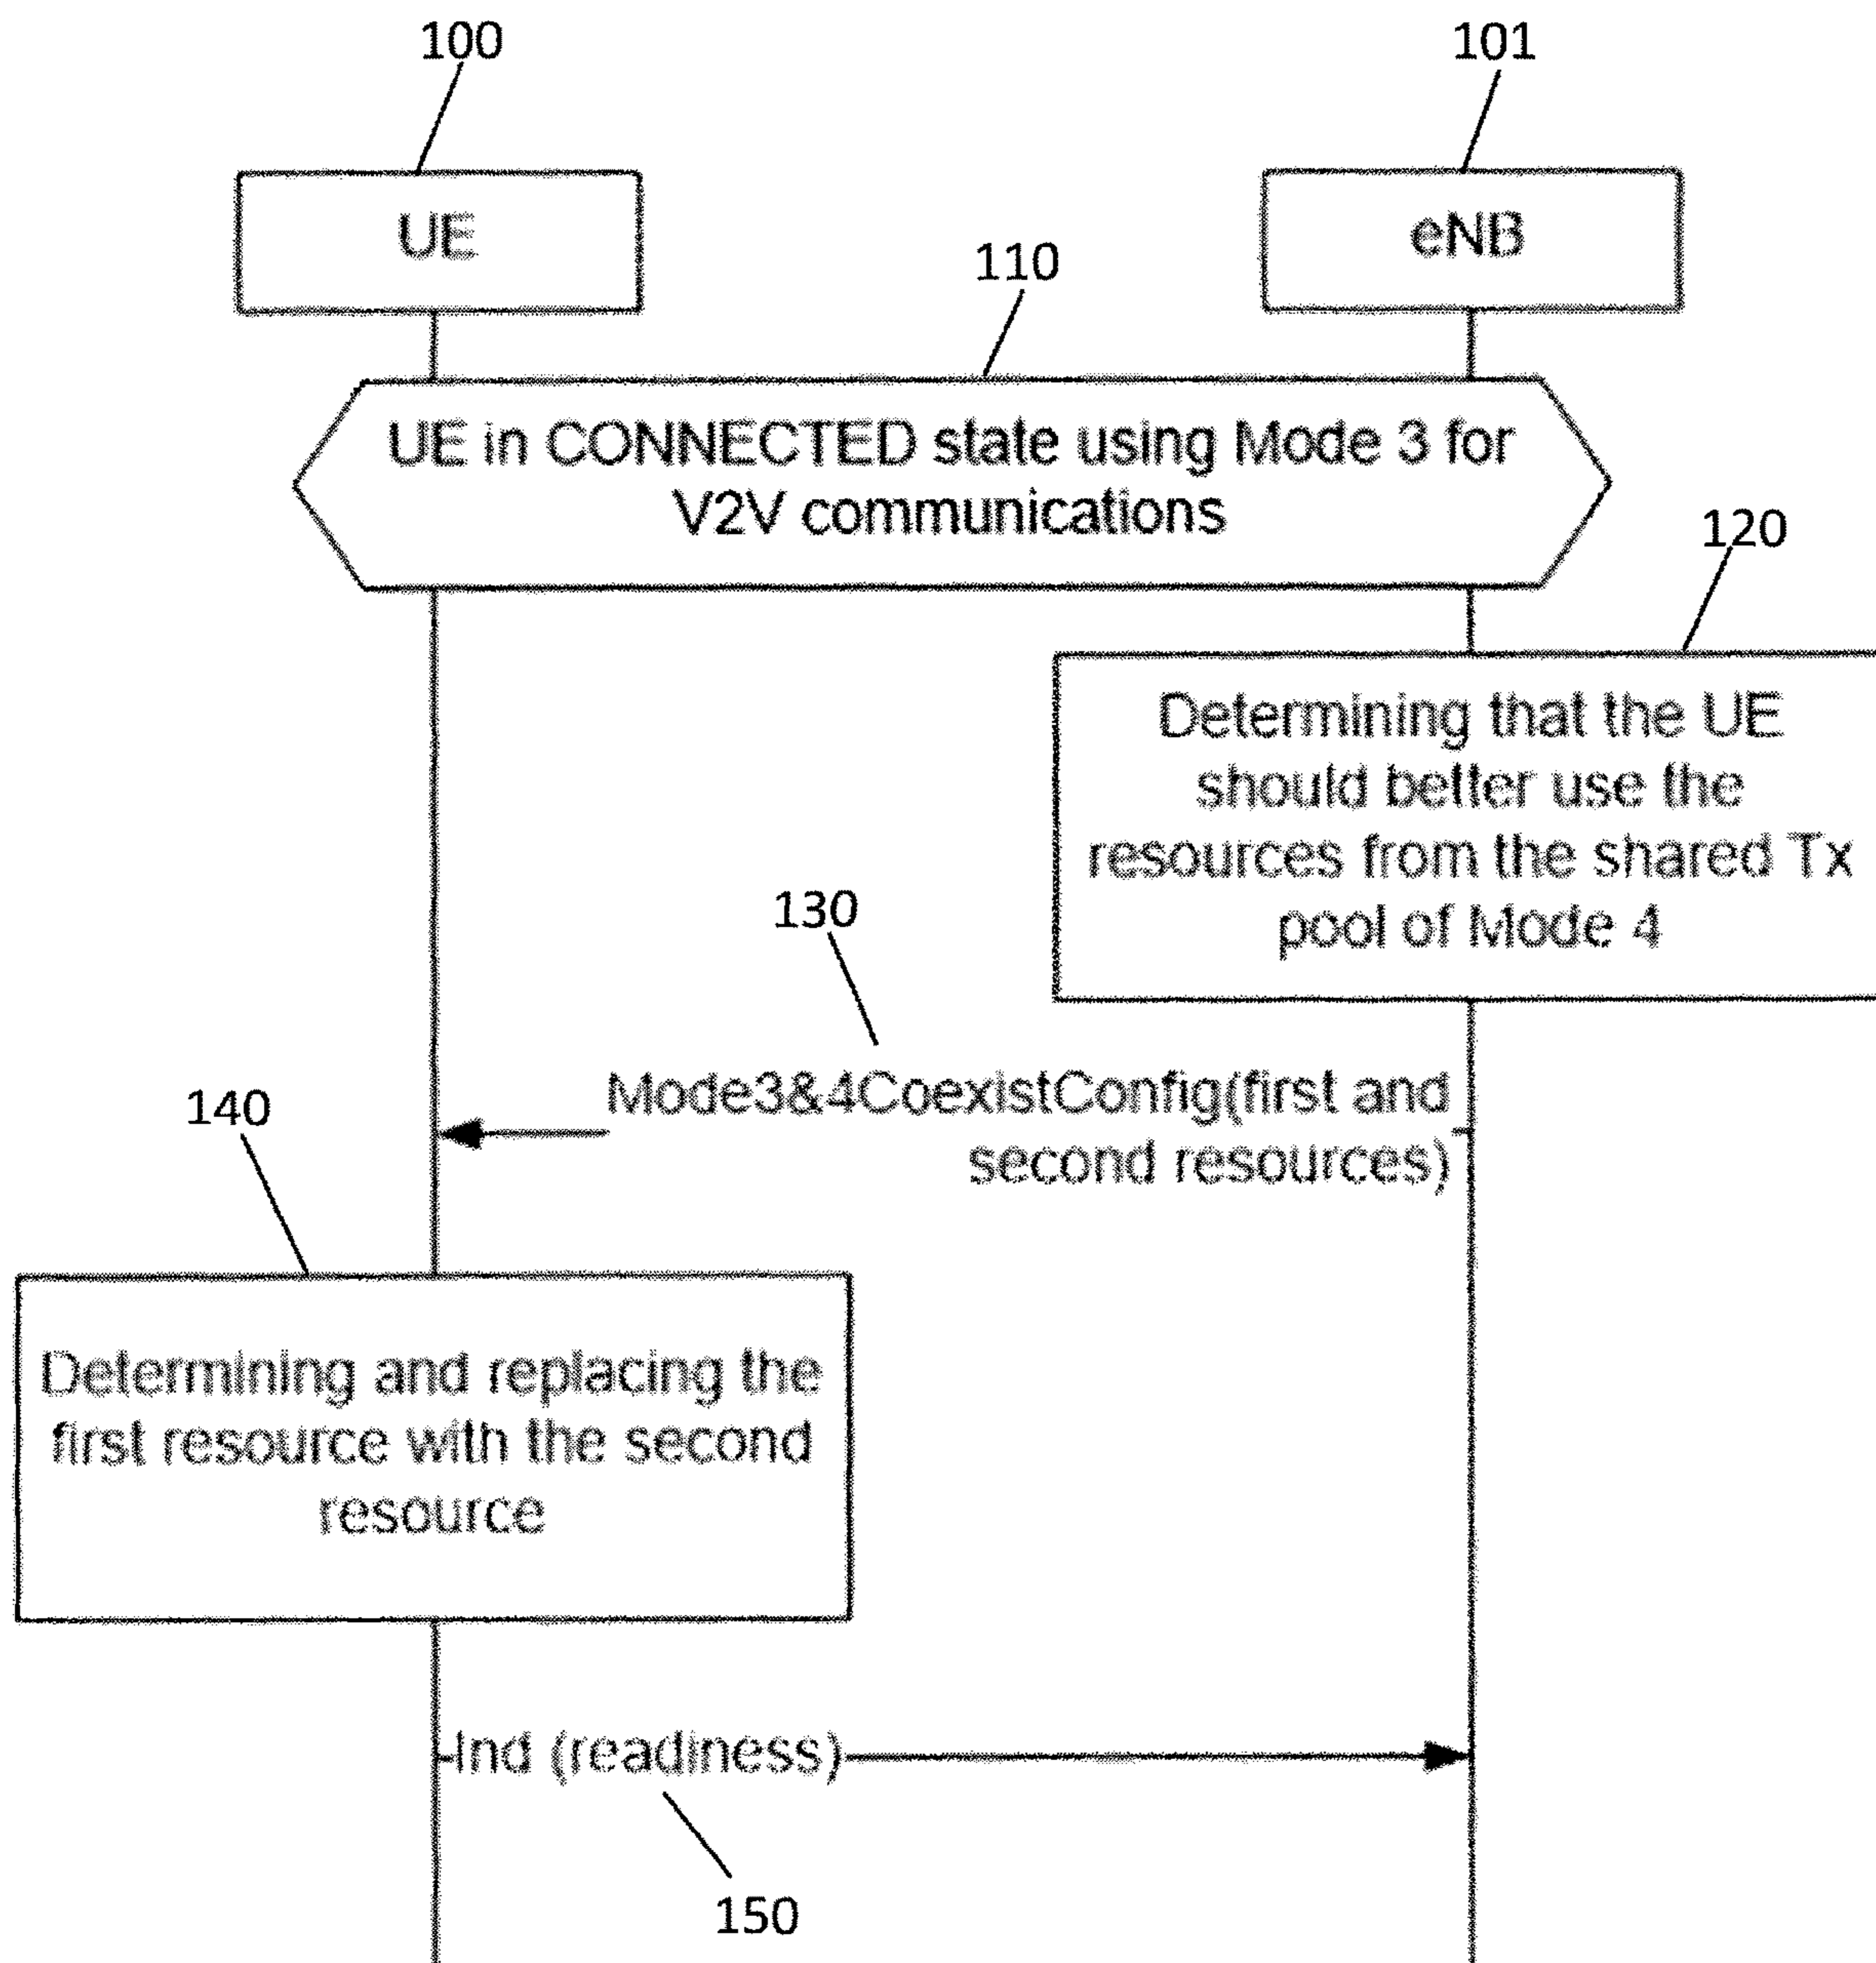 100
101
UE
eNB
110
UE in CONNECTED state using Mode 3 for
V2V communications
120
Determining that the UE
should better use the
resources from the shared Tx
pool of Mode 4
130
Mode3&4CoexistConfig(first and
second resources)
140
Determining and replacing the
first resource with the second
resource
Ind (readiness)
150